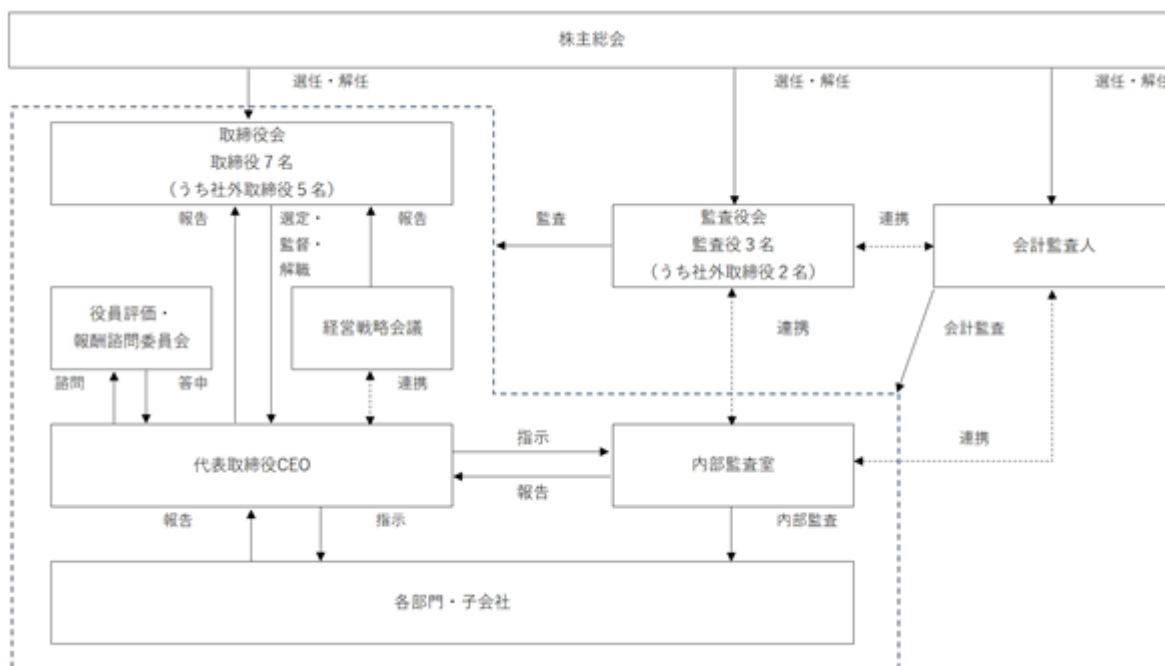 株主総会
選任・解任
選任・解任
選任・解任
取締役会
取締役7名
（うち社外取締役5名）
報告
選定・
監督・
解職
報告
監査
監査役会
監査役3名
（うち社外取締役2名）
連携
会計監査人
役員評価・
報酬諮問委員会
経営戦略会議
連携
会計監査
諮問
答申
連携
代表取締役CEO
指示
報告
内部監査室
連携
報告
指示
内部監査
各部門・子会社